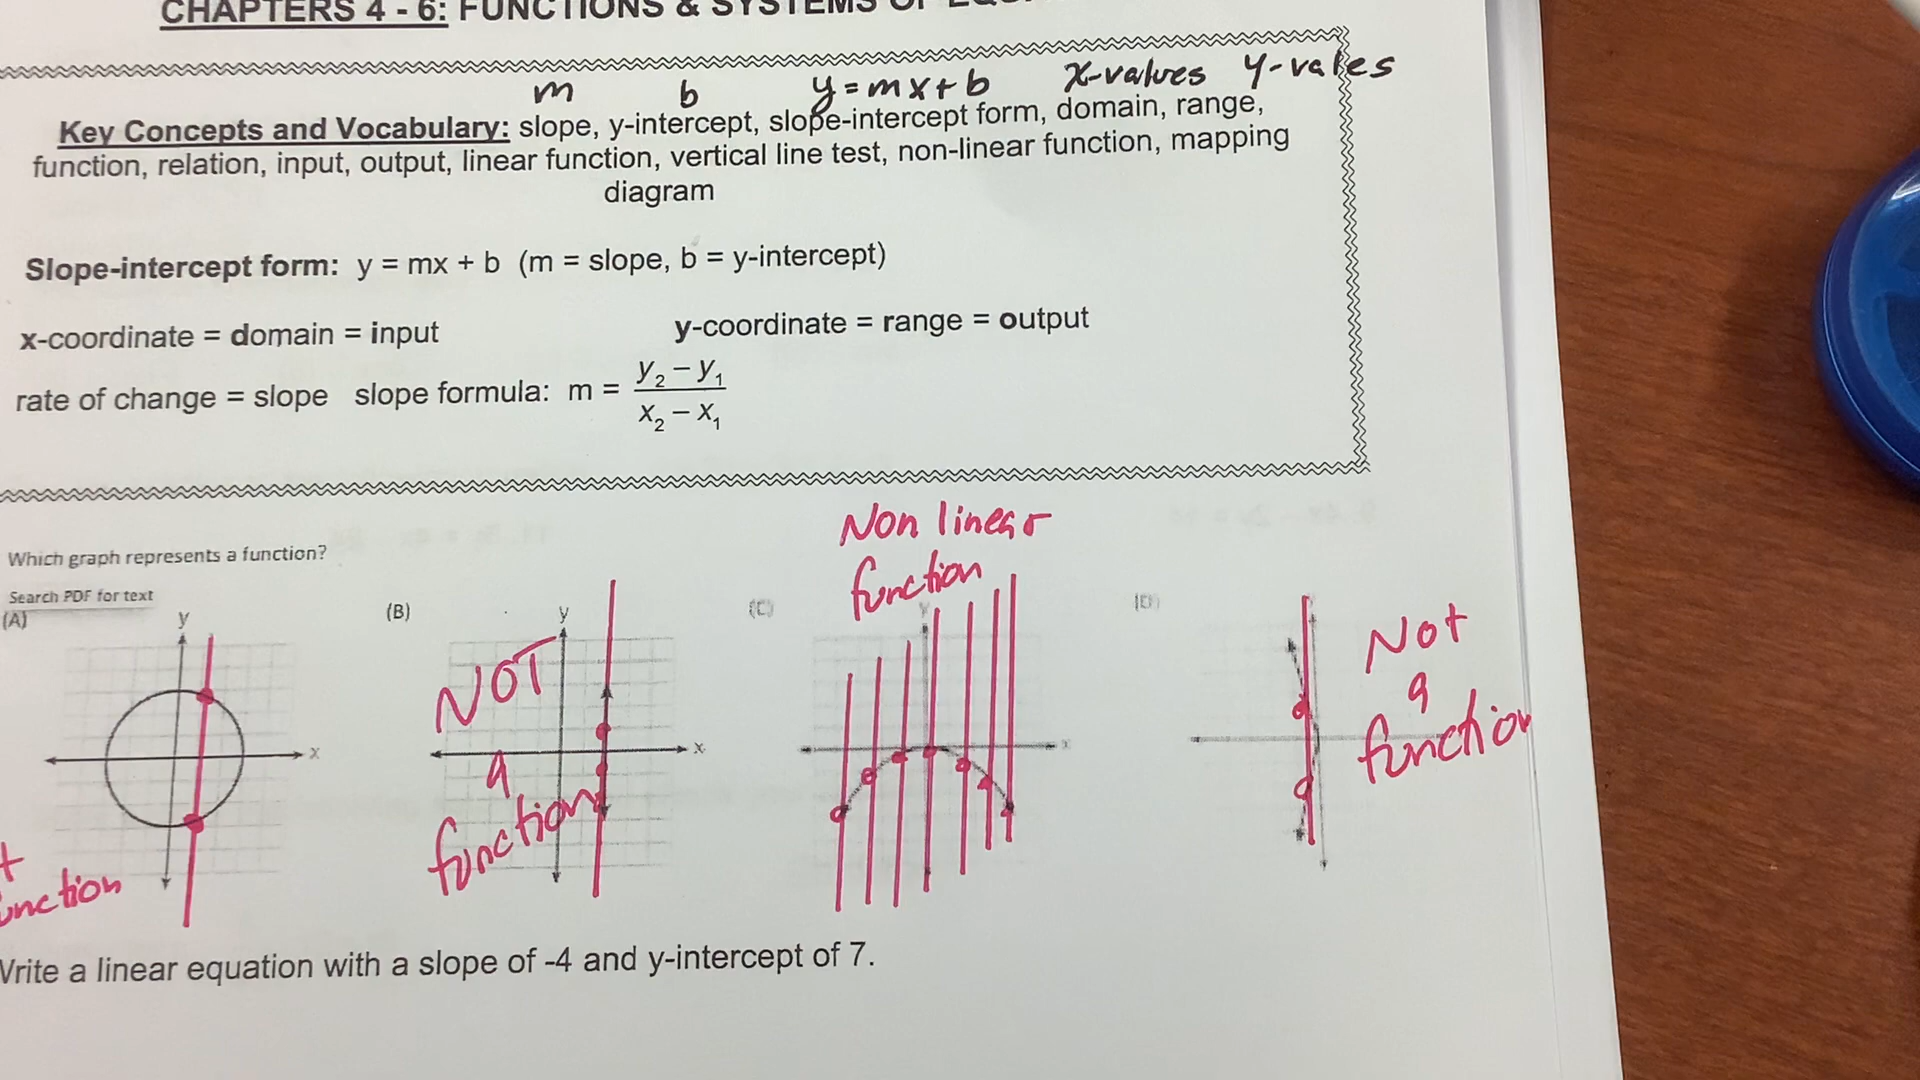 CHAPTERS 4 - 6: FUNCTIONS & SYSTEMS OF
m b y=mx+b x-values y-vales
Key Concepts and Vocabulary: slope, y-intercept, slope-intercept form, domain, range,
function, relation, input, output, linear function, vertical line test, non-linear function, mapping
diagram
Slope-intercept form: y = mx + b (m = slope, b = y-intercept)
x-coordinate = domain = input y-coordinate = range = output
rate of change = slope slope formula: m = y₂ − y₁ / x₂ − x₁
Non linear
function
Which graph represents a function?
Search PDF for text
(A) y x
(B) y x
NOT
a
function
(C) y x
(D)
Not
a
function
t
unction
Write a linear equation with a slope of -4 and y-intercept of 7.